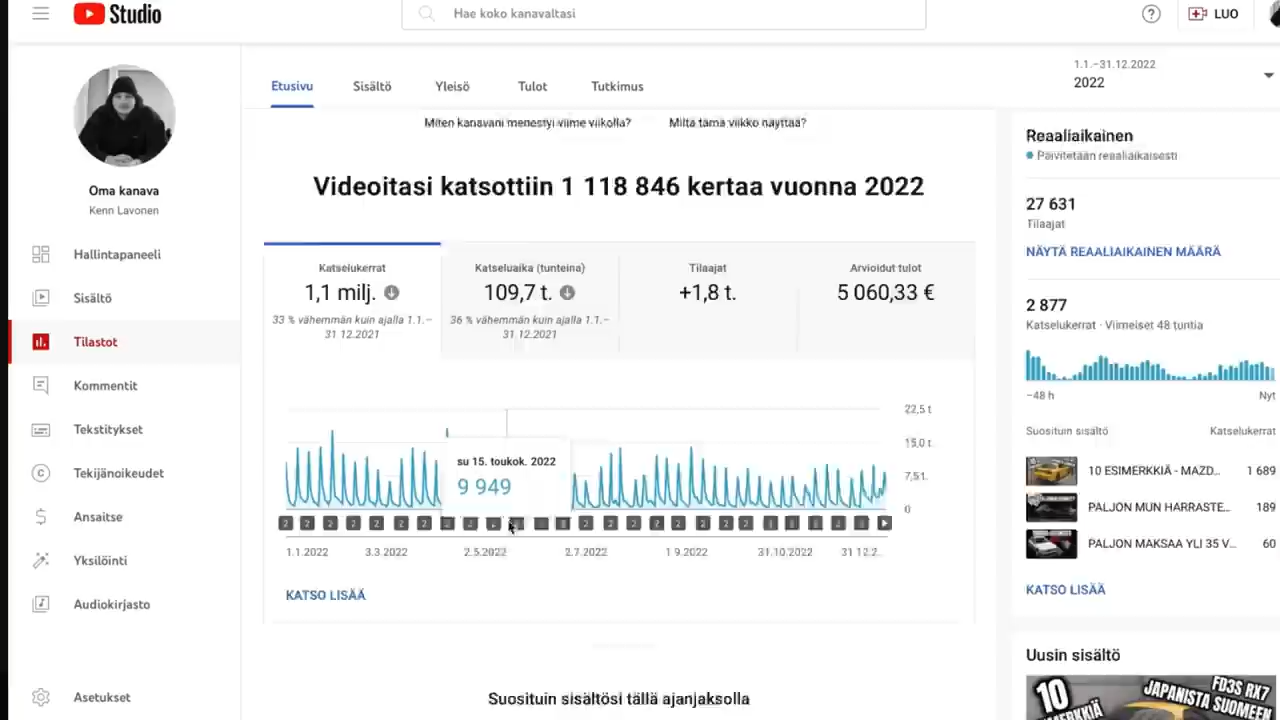 Studio
Hae koko kanavaltasi
LUO
Oma kanava
Kenn Lavonen
Hallintapaneeli
Sisältö
Tilastot
Kommentit
Tekstitykset
Tekijänoikeudet
Ansaitse
Yksilöinti
Audiokirjasto
Asetukset
Etusivu Sisältö Yleisö Tulot Tutkimus
1.1.–31.12.2022
2022
Miten kanavani menestyi viime viikolla? Miltä tämä viikko näyttää?
Videoitasi katsottiin 1 118 846 kertaa vuonna 2022
Katselukerrat
1,1 milj.
33 % vähemmän kuin ajalla 1.1.–
31.12.2021
Katseluaika (tunteina)
109,7 t.
36 % vähemmän kuin ajalla 1.1.–
31.12.2021
Tilaajat
+1,8 t.
Arvioidut tulot
5 060,33 €
22,5 t.
15,0 t.
7,5 t.
0
su 15. toukok. 2022
9 949
1.1.2022 3.3.2022 2.5.2022 2.7.2022 1.9.2022 31.10.2022 31.12.2...
KATSO LISÄÄ
Suosituin sisältösi tällä ajanjaksolla
Reaaliaikainen
Päivitetään reaaliaikaisesti
27 631
Tilaajat
NÄYTÄ REAALIAIKAINEN MÄÄRÄ
2 877
Katselukerrat · Viimeiset 48 tuntia
−48 h Nyt
Suosituin sisältö Katselukerrat
10 ESIMERKKIÄ - MAZD... 1 689
PALJON MUN HARRASTE... 189
PALJON MAKSAA YLI 35 V... 60
KATSO LISÄÄ
Uusin sisältö
10
ESIMERKKIÄ
FD3S RX7
JAPANISTA SUOMEEN